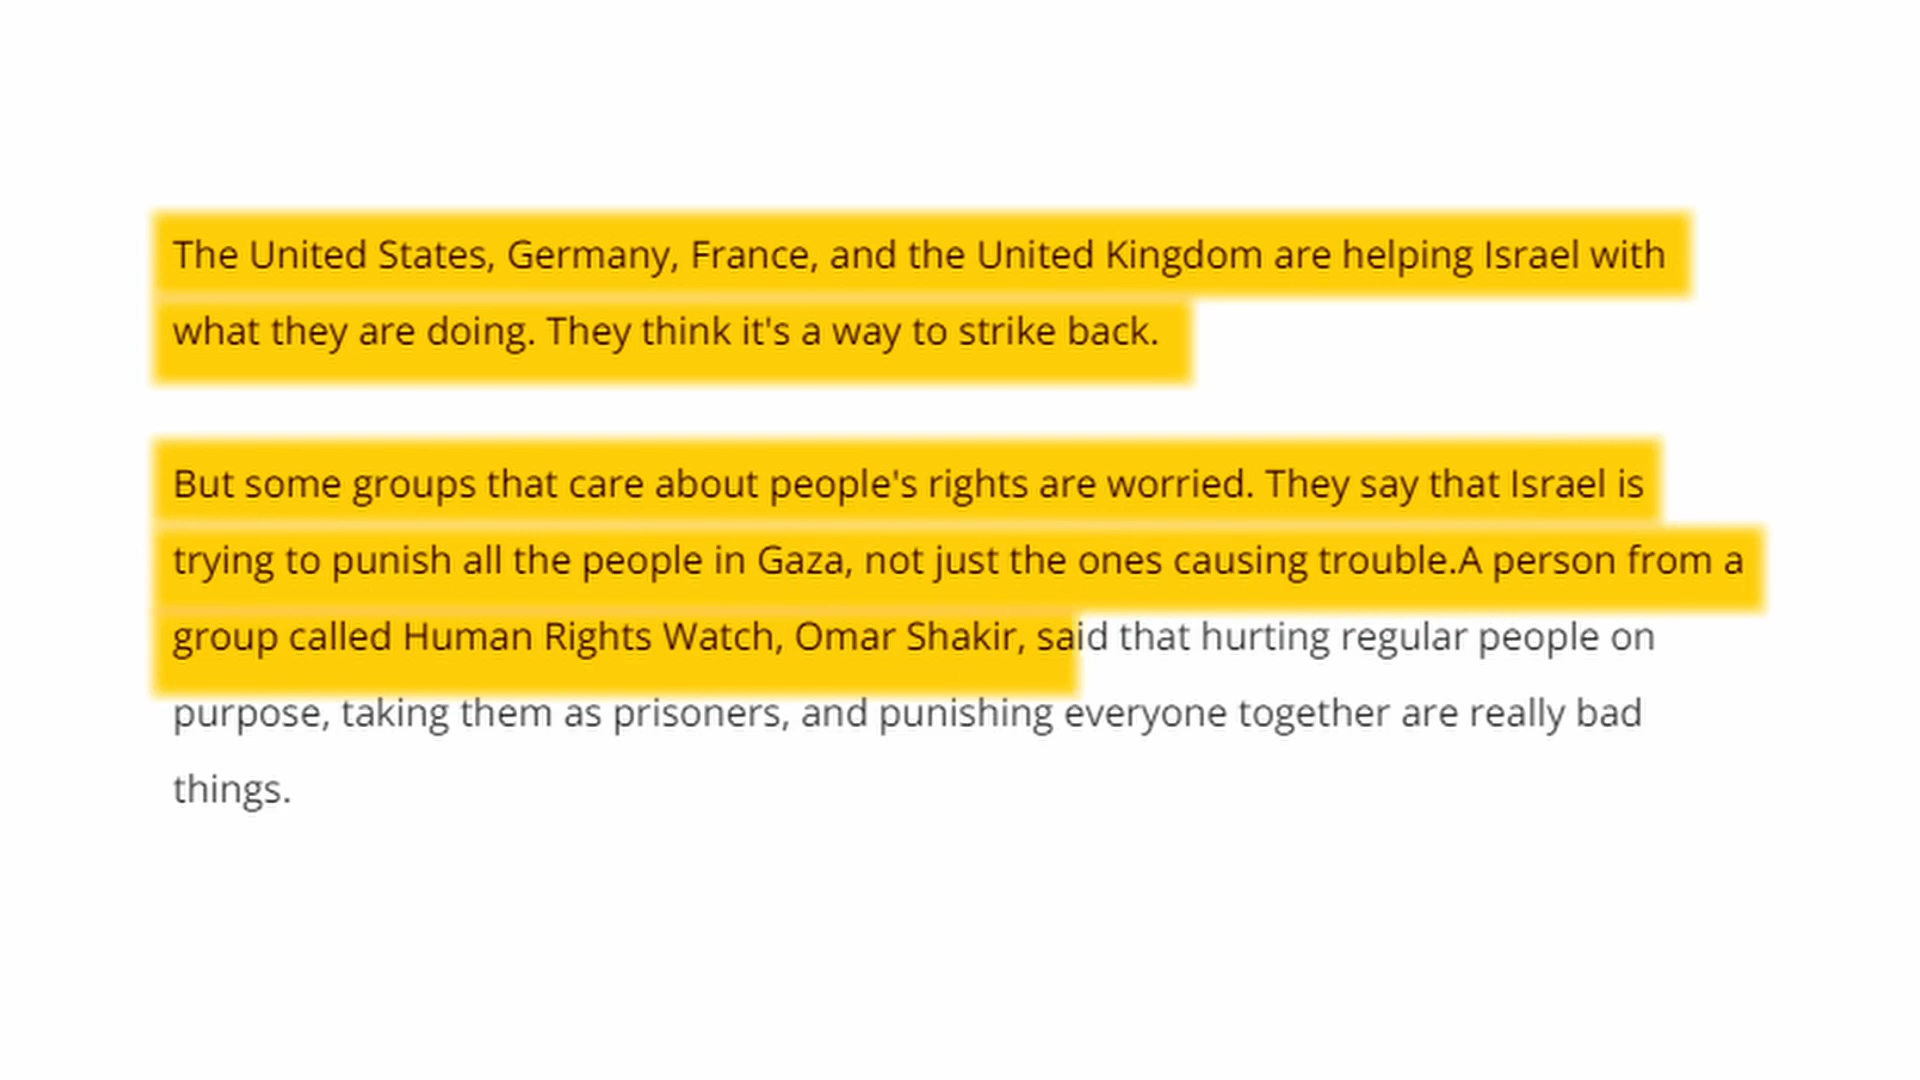 The United States, Germany, France, and the United Kingdom are helping Israel with
what they are doing. They think it's a way to strike back.
But some groups that care about people's rights are worried. They say that Israel is
trying to punish all the people in Gaza, not just the ones causing trouble.A person from a
group called Human Rights Watch, Omar Shakir, said that hurting regular people on
purpose, taking them as prisoners, and punishing everyone together are really bad
things.